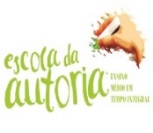 escola da
autoria
ENSINO
MÉDIO EM
TEMPO INTEGRAL